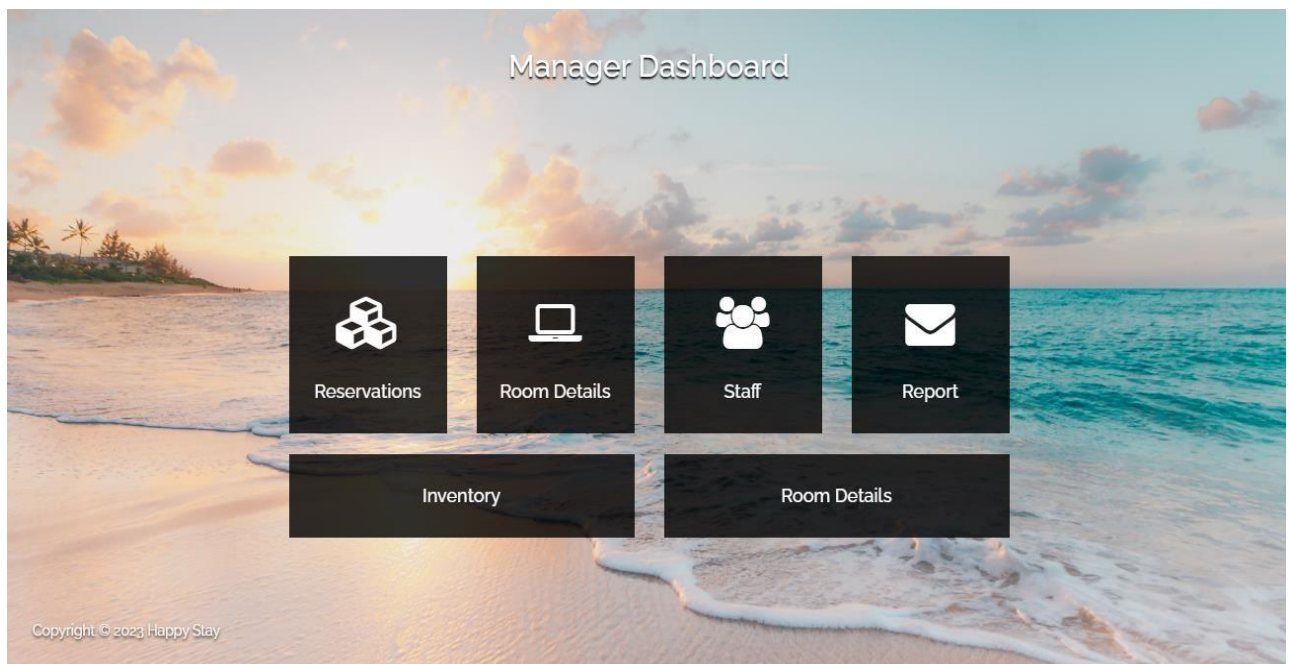 Manager Dashboard
Reservations
Room Details
Staff
Report
Inventory
Room Details
Copyright © 2023 Happy Stay